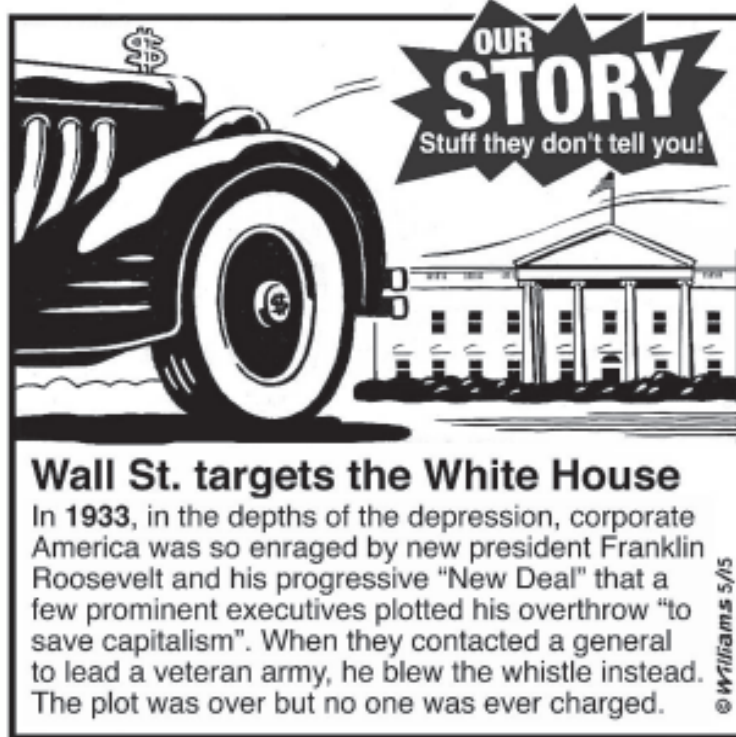 $
OUR
STORY
Stuff they don't tell you!
$
Wall St. targets the White House
In 1933, in the depths of the depression, corporate
America was so enraged by new president Franklin
Roosevelt and his progressive “New Deal” that a
few prominent executives plotted his overthrow “to
save capitalism”. When they contacted a general
to lead a veteran army, he blew the whistle instead.
The plot was over but no one was ever charged.
© Williams 5/15